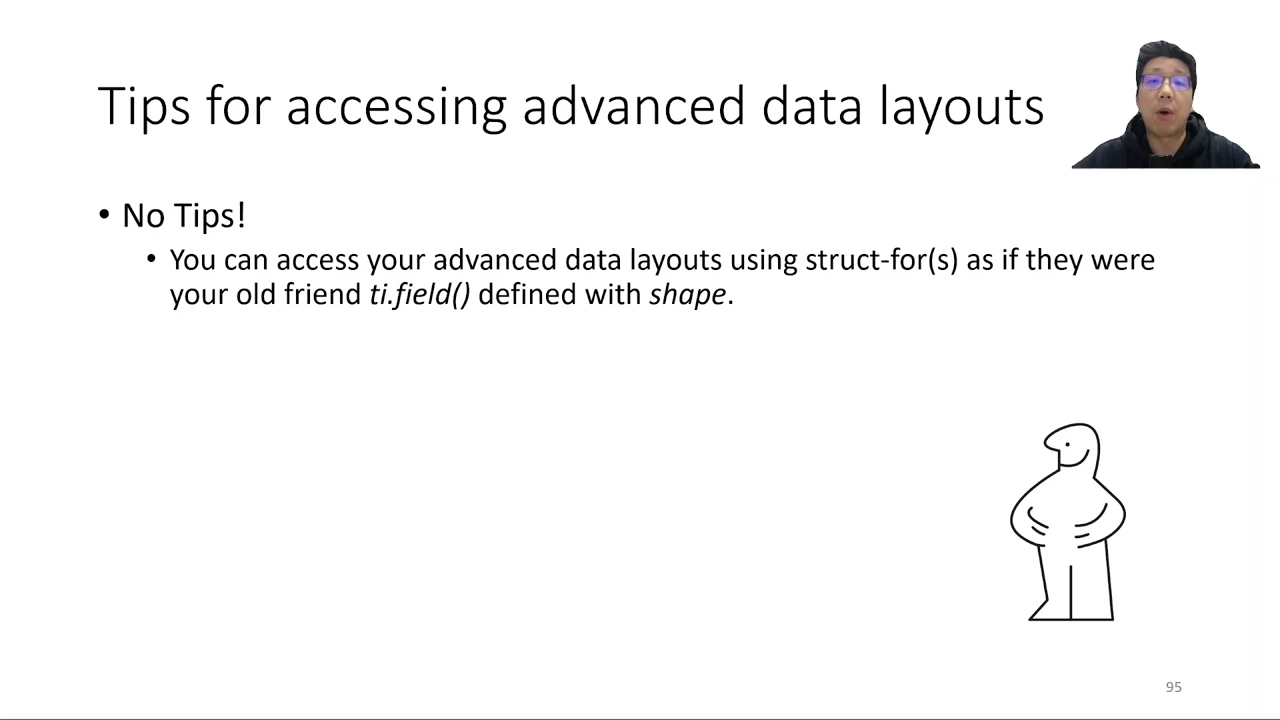 Tips for accessing advanced data layouts
• No Tips!
• You can access your advanced data layouts using struct-for(s) as if they were
your old friend ti.field() defined with shape.
95